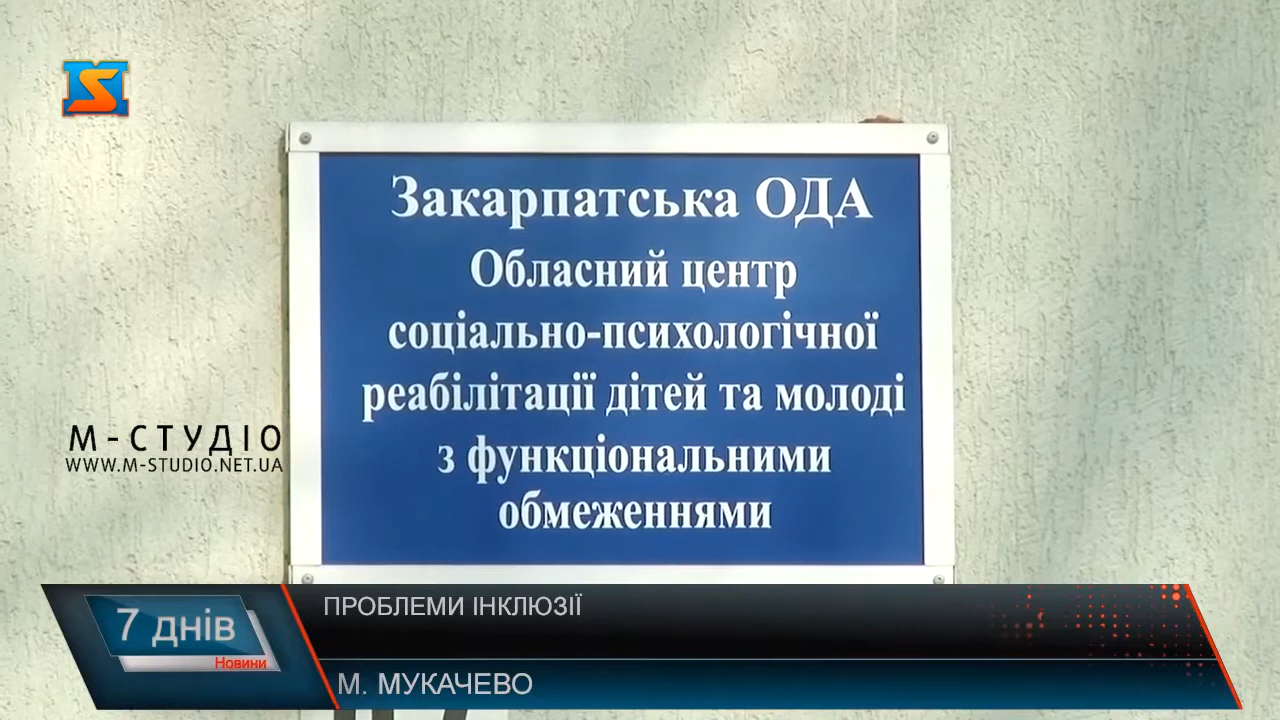 Закарпатська ОДА
Обласний центр
соціально-психологічної
реабілітації дітей та молоді
з функціональними
обмеженнями
М-СТУДІО
WWW.M-STUDIO.NET.UA
7 днів
Новини
ПРОБЛЕМИ ІНКЛЮЗІЇ
М. МУКАЧЕВО